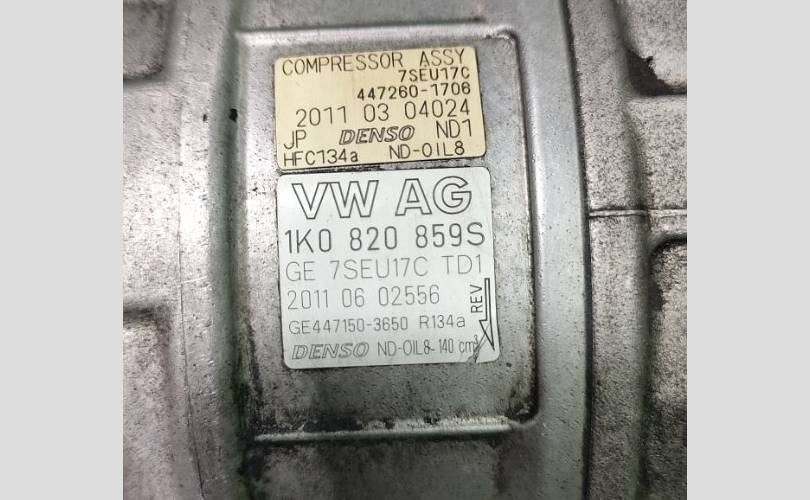 COMPRESSOR ASSY
7SEU17C
447260-1706
2011 03 04024
JP DENSO ND1
HFC134a ND-OIL8
VW AG
1K0 820 859S
GE 7SEU17C TD1
2011 06 02556
REV
GE447150-3650 R134a
DENSO ND-OIL8-140 cm³